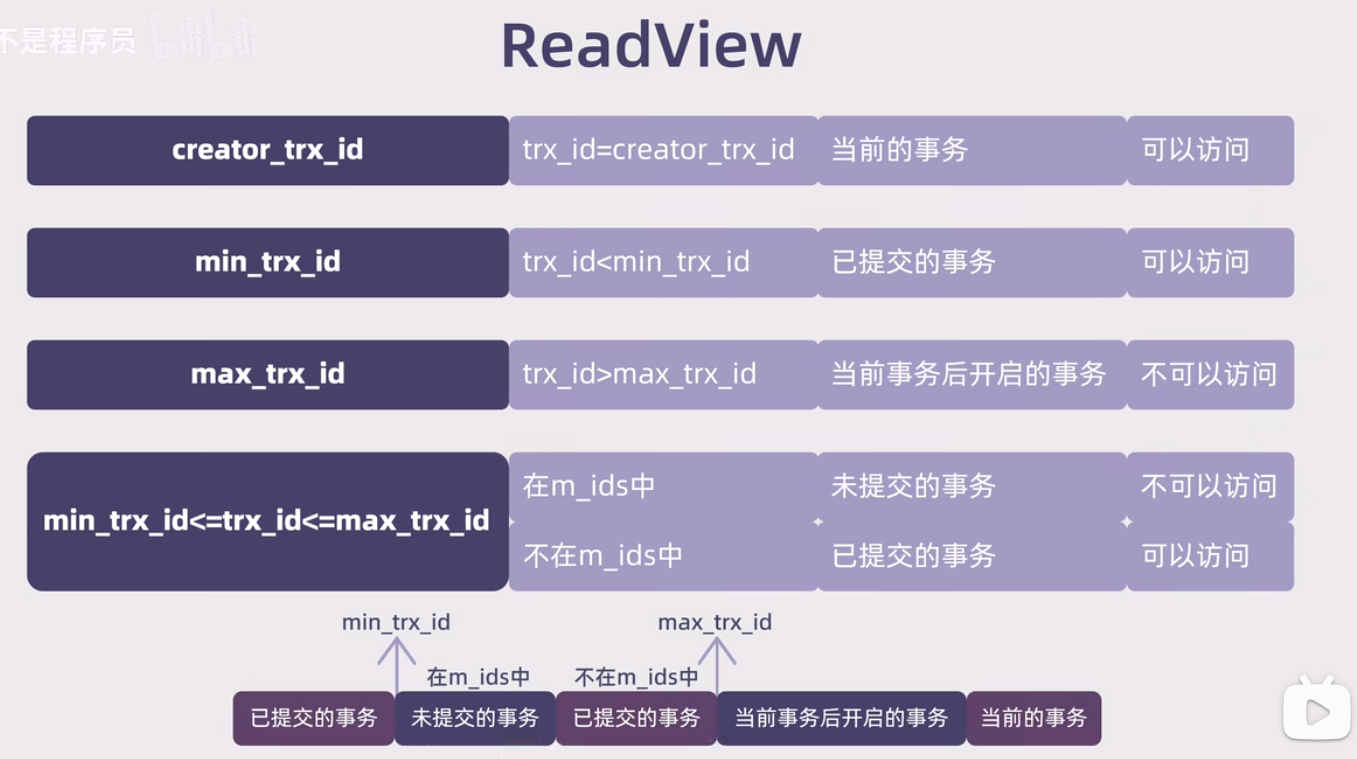 不是程序员 bilibili
ReadView
creator_trx_id trx_id=creator_trx_id 当前的事务 可以访问
min_trx_id trx_id<min_trx_id 已提交的事务 可以访问
max_trx_id trx_id>max_trx_id 当前事务后开启的事务 不可以访问
min_trx_id<=trx_id<=max_trx_id
在m_ids中 未提交的事务 不可以访问
不在m_ids中 已提交的事务 可以访问
min_trx_id max_trx_id
在m_ids中 不在m_ids中
已提交的事务 未提交的事务 已提交的事务 当前事务后开启的事务 当前的事务